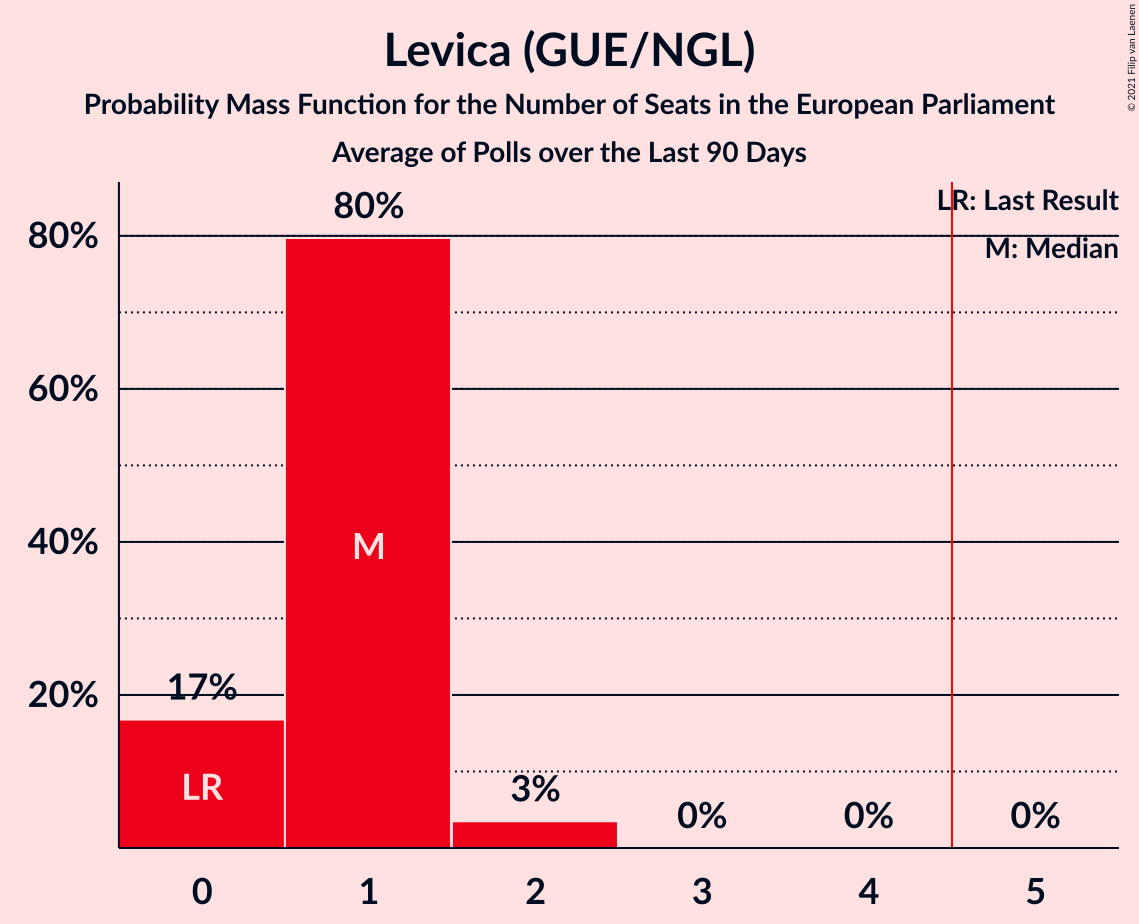 Levica (GUE/NGL)
Probability Mass Function for the Number of Seats in the European Parliament
Average of Polls over the Last 90 Days
© 2021 Filip van Laenen
LR: Last Result
M: Median
80%
60%
40%
20%
17%
80%
3%
0%
0%
0%
LR
M
0
1
2
3
4
5